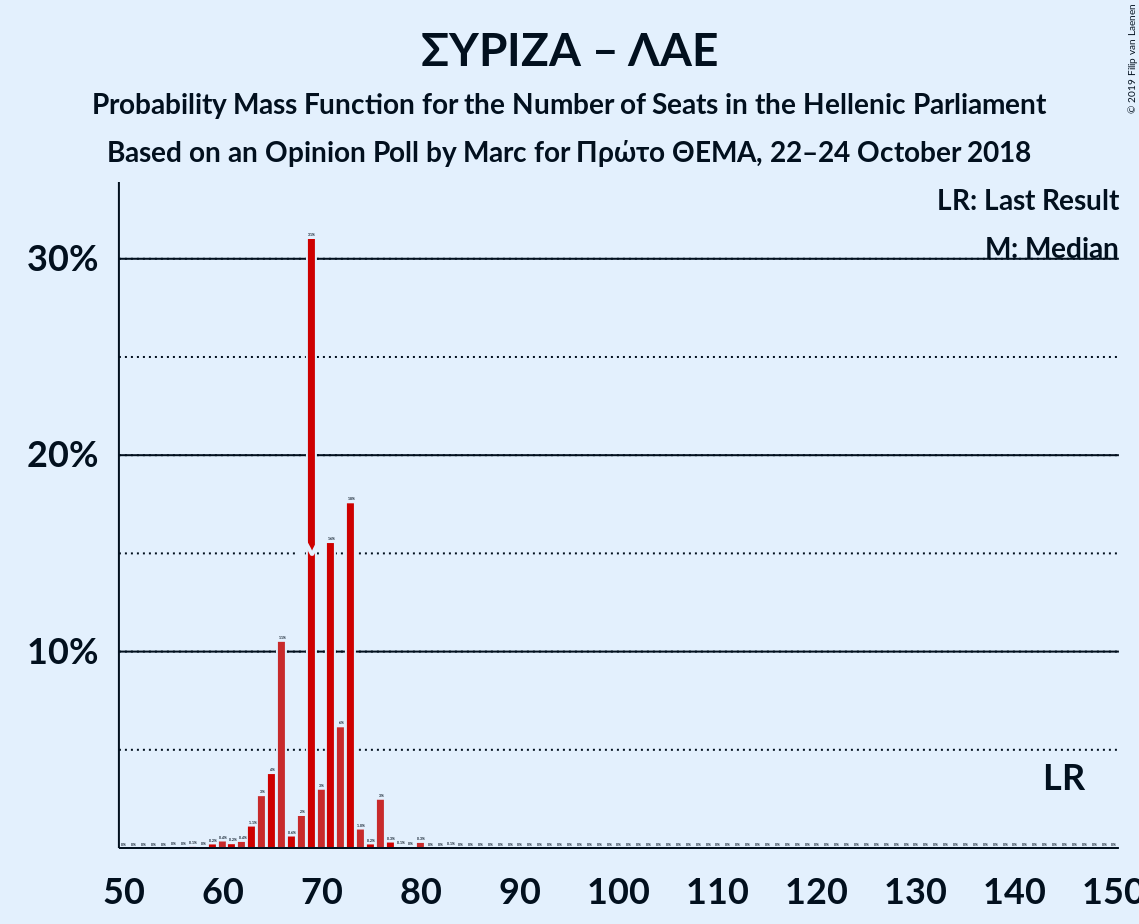 ΣΥΡΙΖΑ – ΛΑΕ
Probability Mass Function for the Number of Seats in the Hellenic Parliament
Based on an Opinion Poll by Marc for Πρώτο ΘΕΜΑ, 22–24 October 2018
© 2019 Filip van Laenen
LR: Last Result
M: Median
30%
20%
10%
LR
50 60 70 80 90 100 110 120 130 140 150